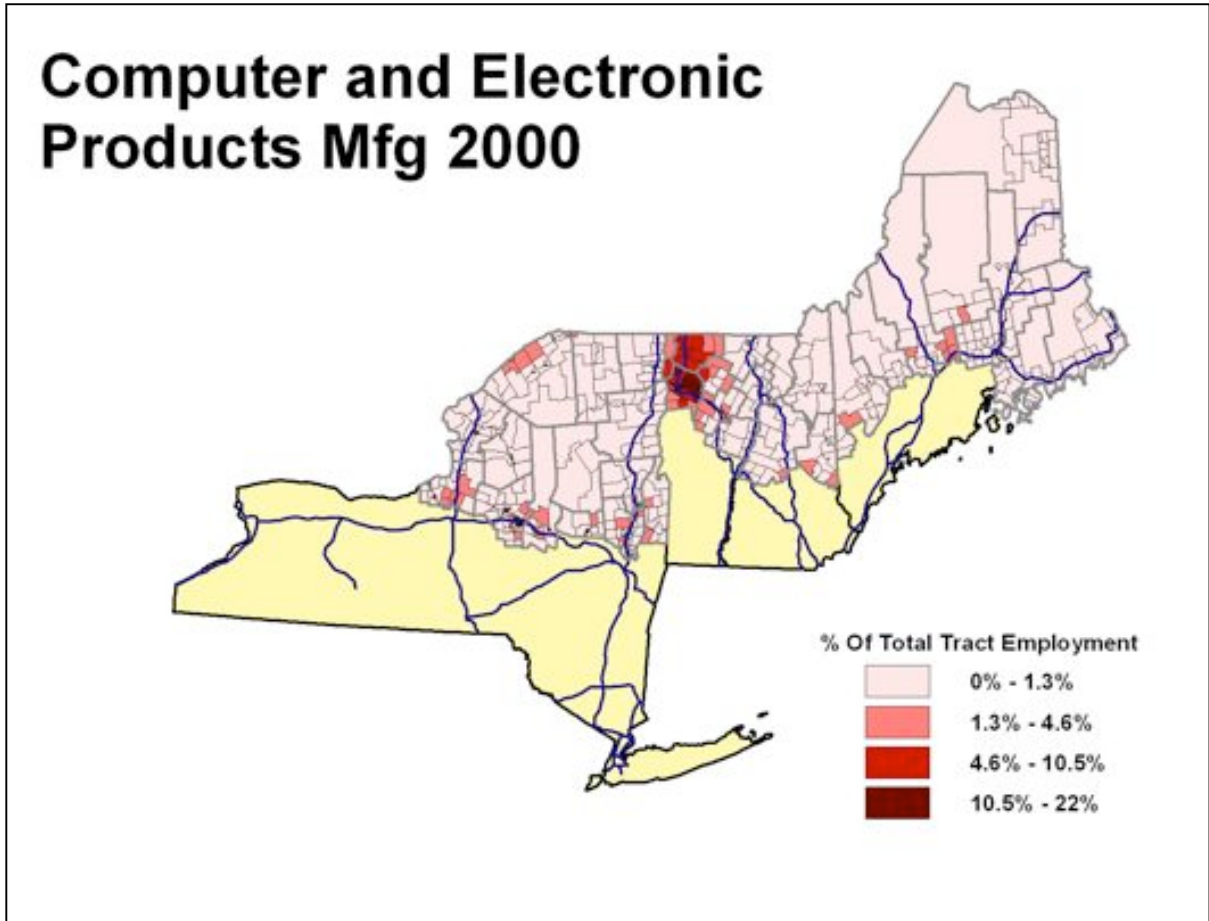 Computer and Electronic
Products Mfg 2000
% Of Total Tract Employment
0% - 1.3%
1.3% - 4.6%
4.6% - 10.5%
10.5% - 22%